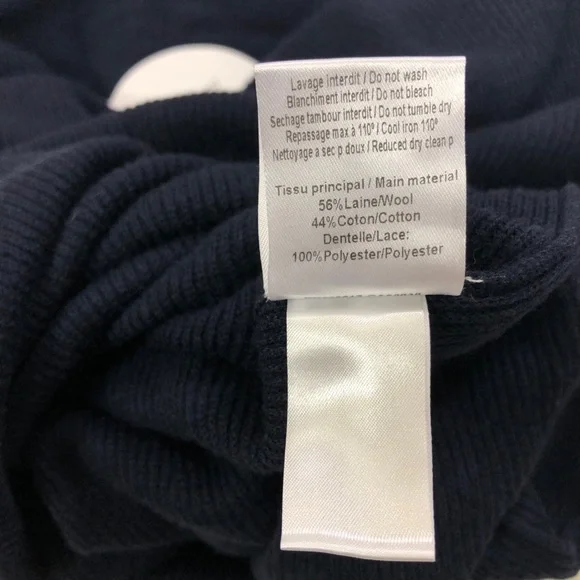 Lavage interdit / Do not wash
Blanchiment interdit / Do not bleach
Sechage tambour interdit / Do not tumble dry
Repassage max à 110° / Cool iron 110°
Nettoyage a sec p doux / Reduced dry clean p
Tissu principal / Main material
56%Laine/Wool
44%Coton/Cotton
Dentelle/Lace:
100%Polyester/Polyester